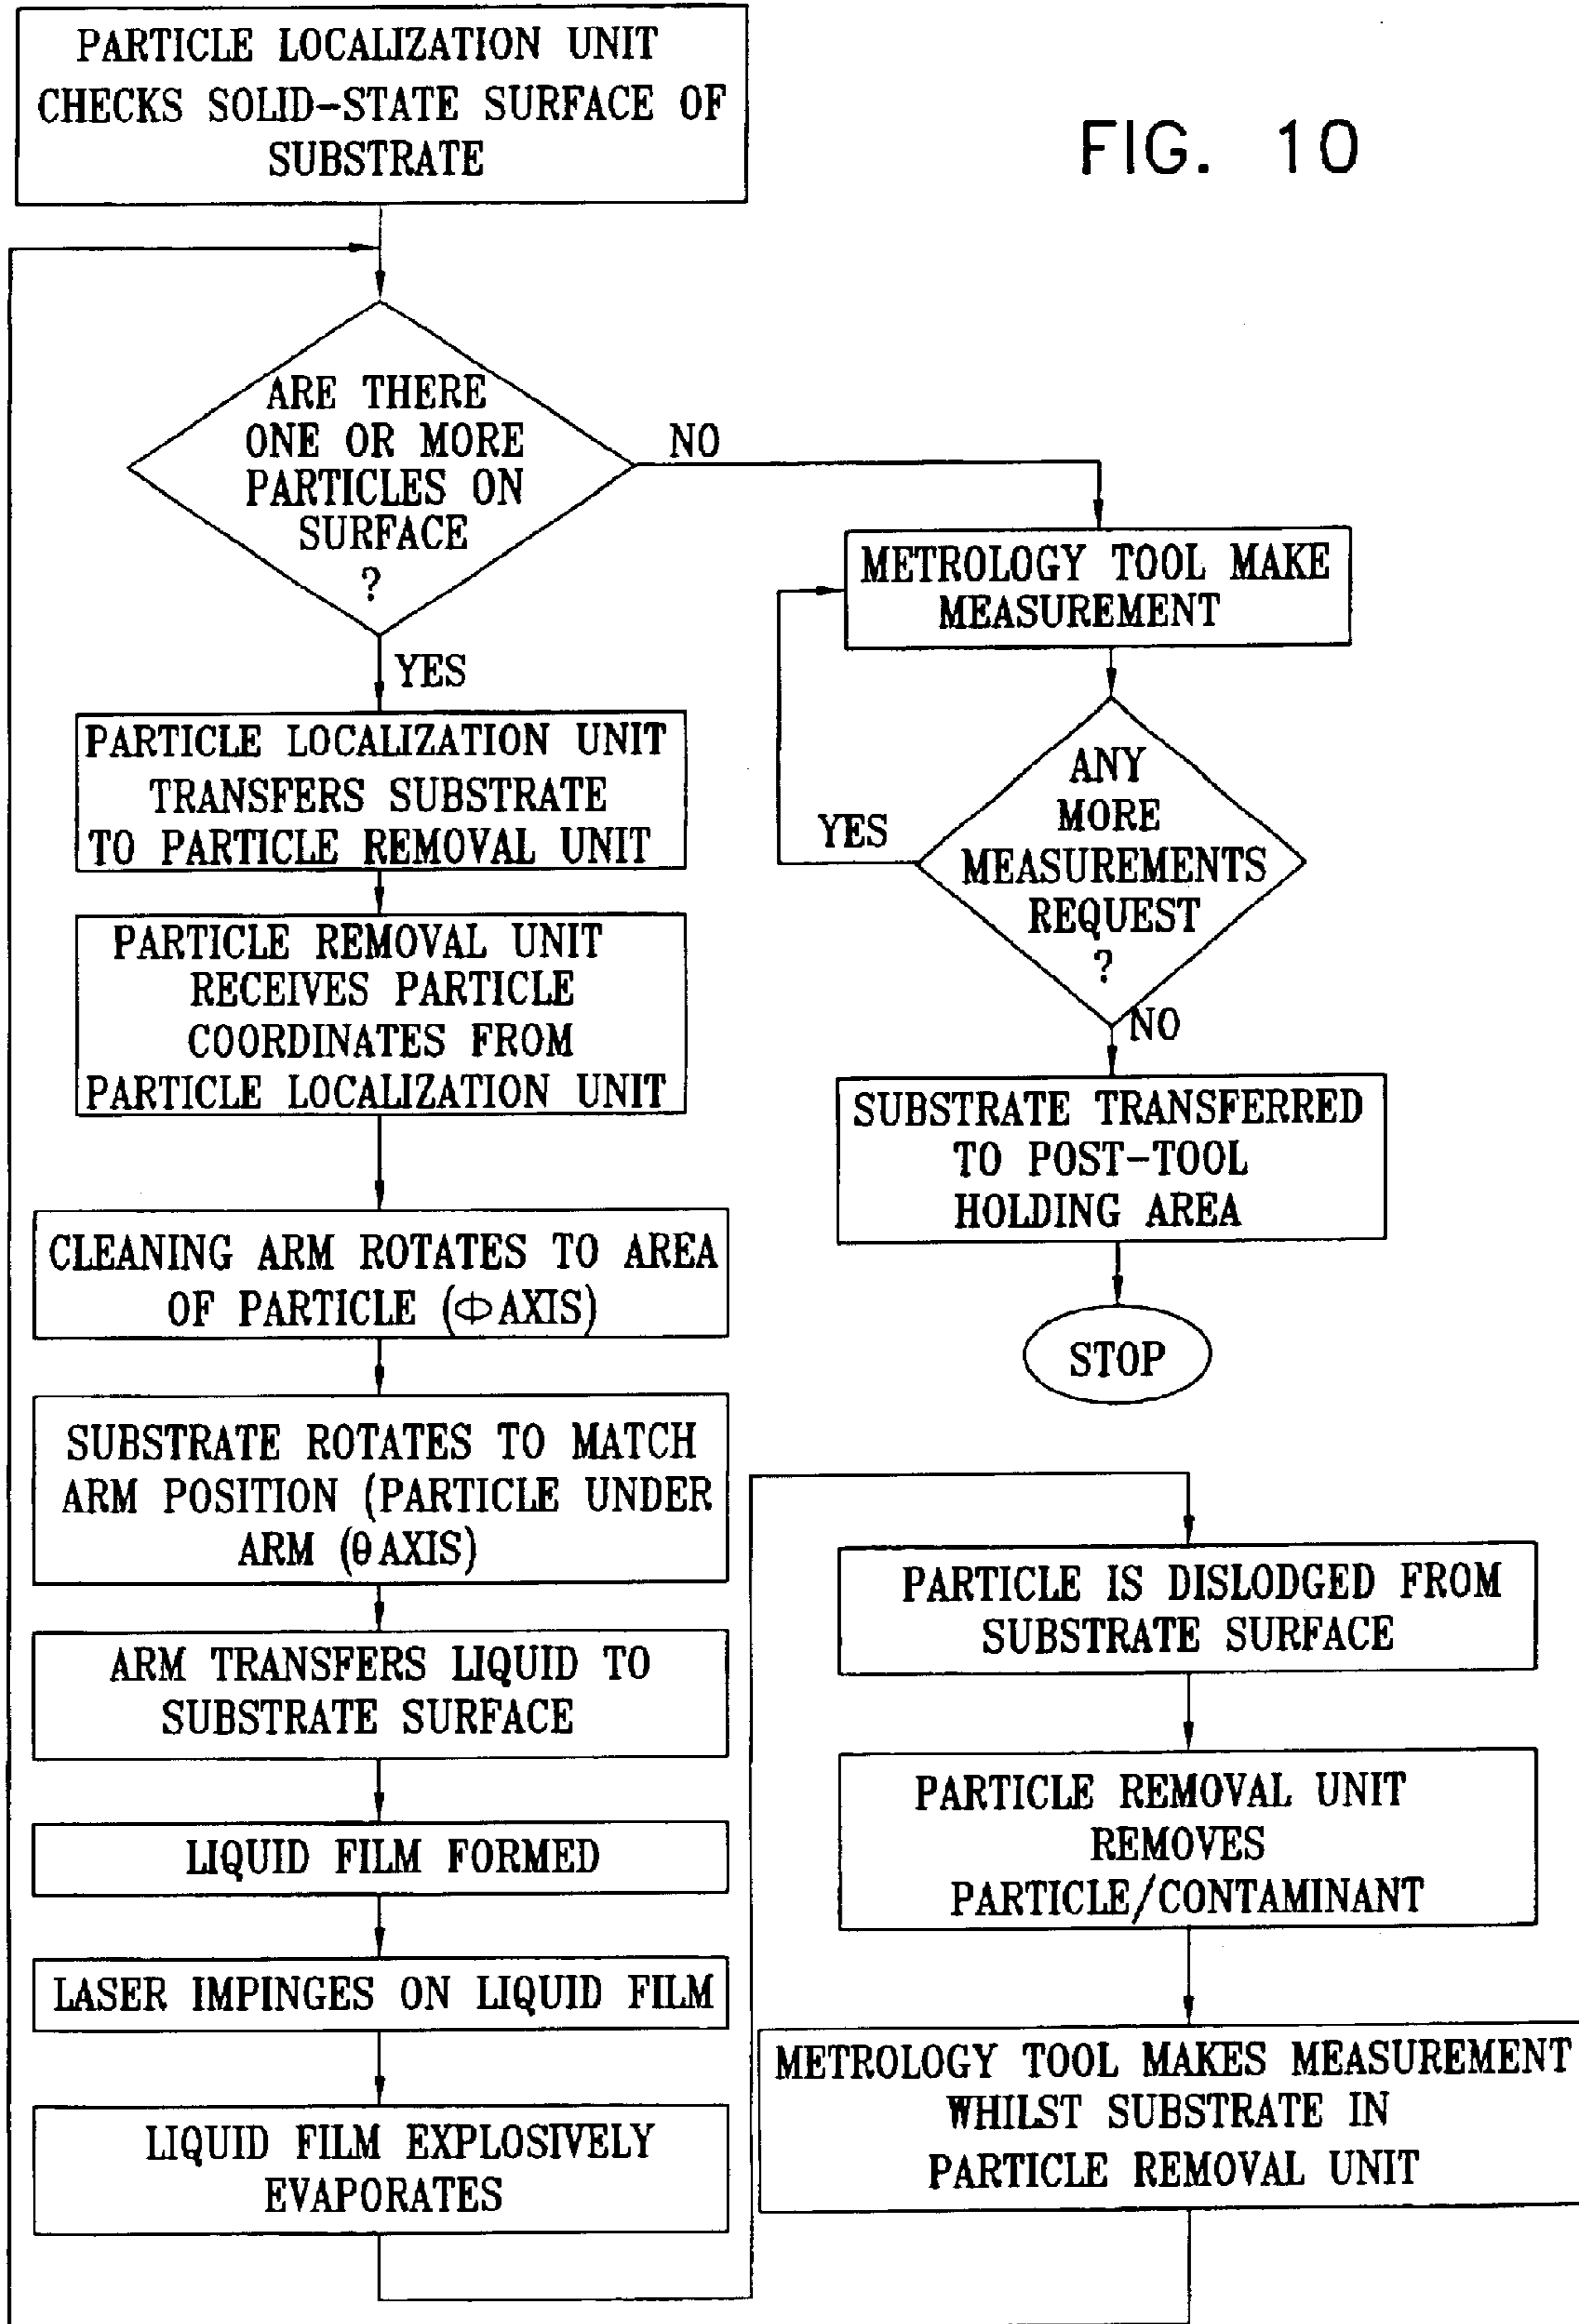 PARTICLE LOCALIZATION UNIT
CHECKS SOLID-STATE SURFACE OF
SUBSTRATE
FIG. 10
ARE THERE
ONE OR MORE
PARTICLES ON
SURFACE
?
NO
YES
PARTICLE LOCALIZATION UNIT
TRANSFERS SUBSTRATE
TO PARTICLE REMOVAL UNIT
PARTICLE REMOVAL UNIT
RECEIVES PARTICLE
COORDINATES FROM
PARTICLE LOCALIZATION UNIT
CLEANING ARM ROTATES TO AREA
OF PARTICLE (Φ AXIS)
SUBSTRATE ROTATES TO MATCH
ARM POSITION (PARTICLE UNDER
ARM (θ AXIS)
ARM TRANSFERS LIQUID TO
SUBSTRATE SURFACE
LIQUID FILM FORMED
LASER IMPINGES ON LIQUID FILM
LIQUID FILM EXPLOSIVELY
EVAPORATES
METROLOGY TOOL MAKE
MEASUREMENT
ANY
MORE
MEASUREMENTS
REQUEST
?
YES
NO
SUBSTRATE TRANSFERRED
TO POST-TOOL
HOLDING AREA
STOP
PARTICLE IS DISLODGED FROM
SUBSTRATE SURFACE
PARTICLE REMOVAL UNIT
REMOVES
PARTICLE/CONTAMINANT
METROLOGY TOOL MAKES MEASUREMENT
WHILST SUBSTRATE IN
PARTICLE REMOVAL UNIT